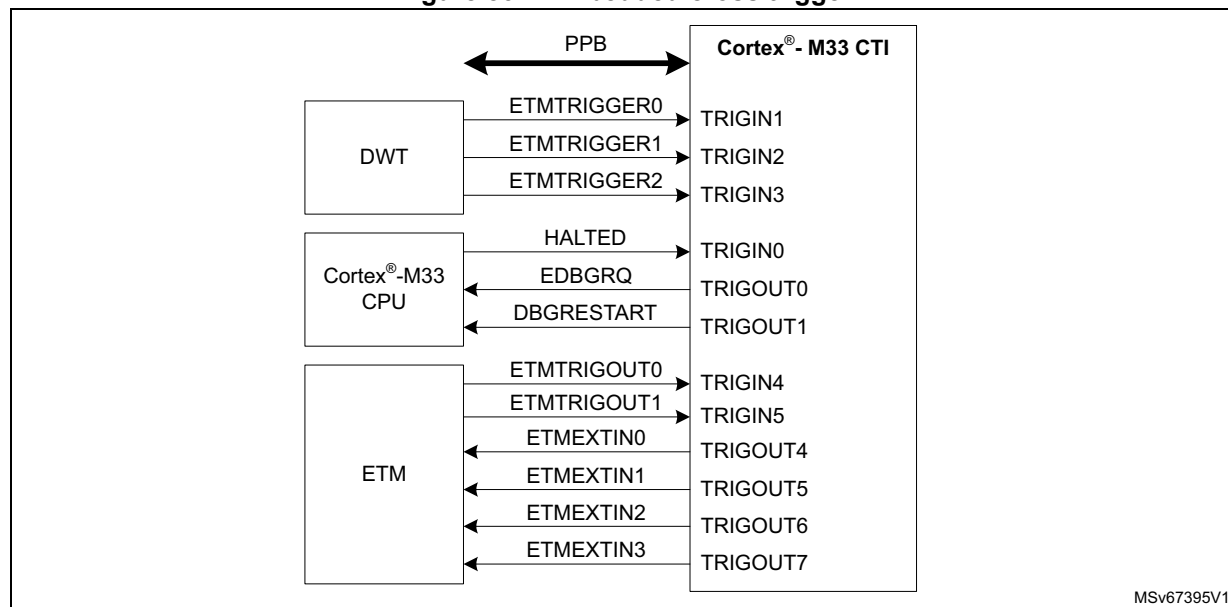 PPB
Cortex®- M33 CTI
ETMTRIGGER0
TRIGIN1
DWT
ETMTRIGGER1
TRIGIN2
ETMTRIGGER2
TRIGIN3
HALTED
TRIGIN0
Cortex®-M33
CPU
EDBGRQ
TRIGOUT0
DBGRESTART
TRIGOUT1
ETMTRIGOUT0
TRIGIN4
ETMTRIGOUT1
TRIGIN5
ETMEXTIN0
TRIGOUT4
ETM
ETMEXTIN1
TRIGOUT5
ETMEXTIN2
TRIGOUT6
ETMEXTIN3
TRIGOUT7
MSv67395V1